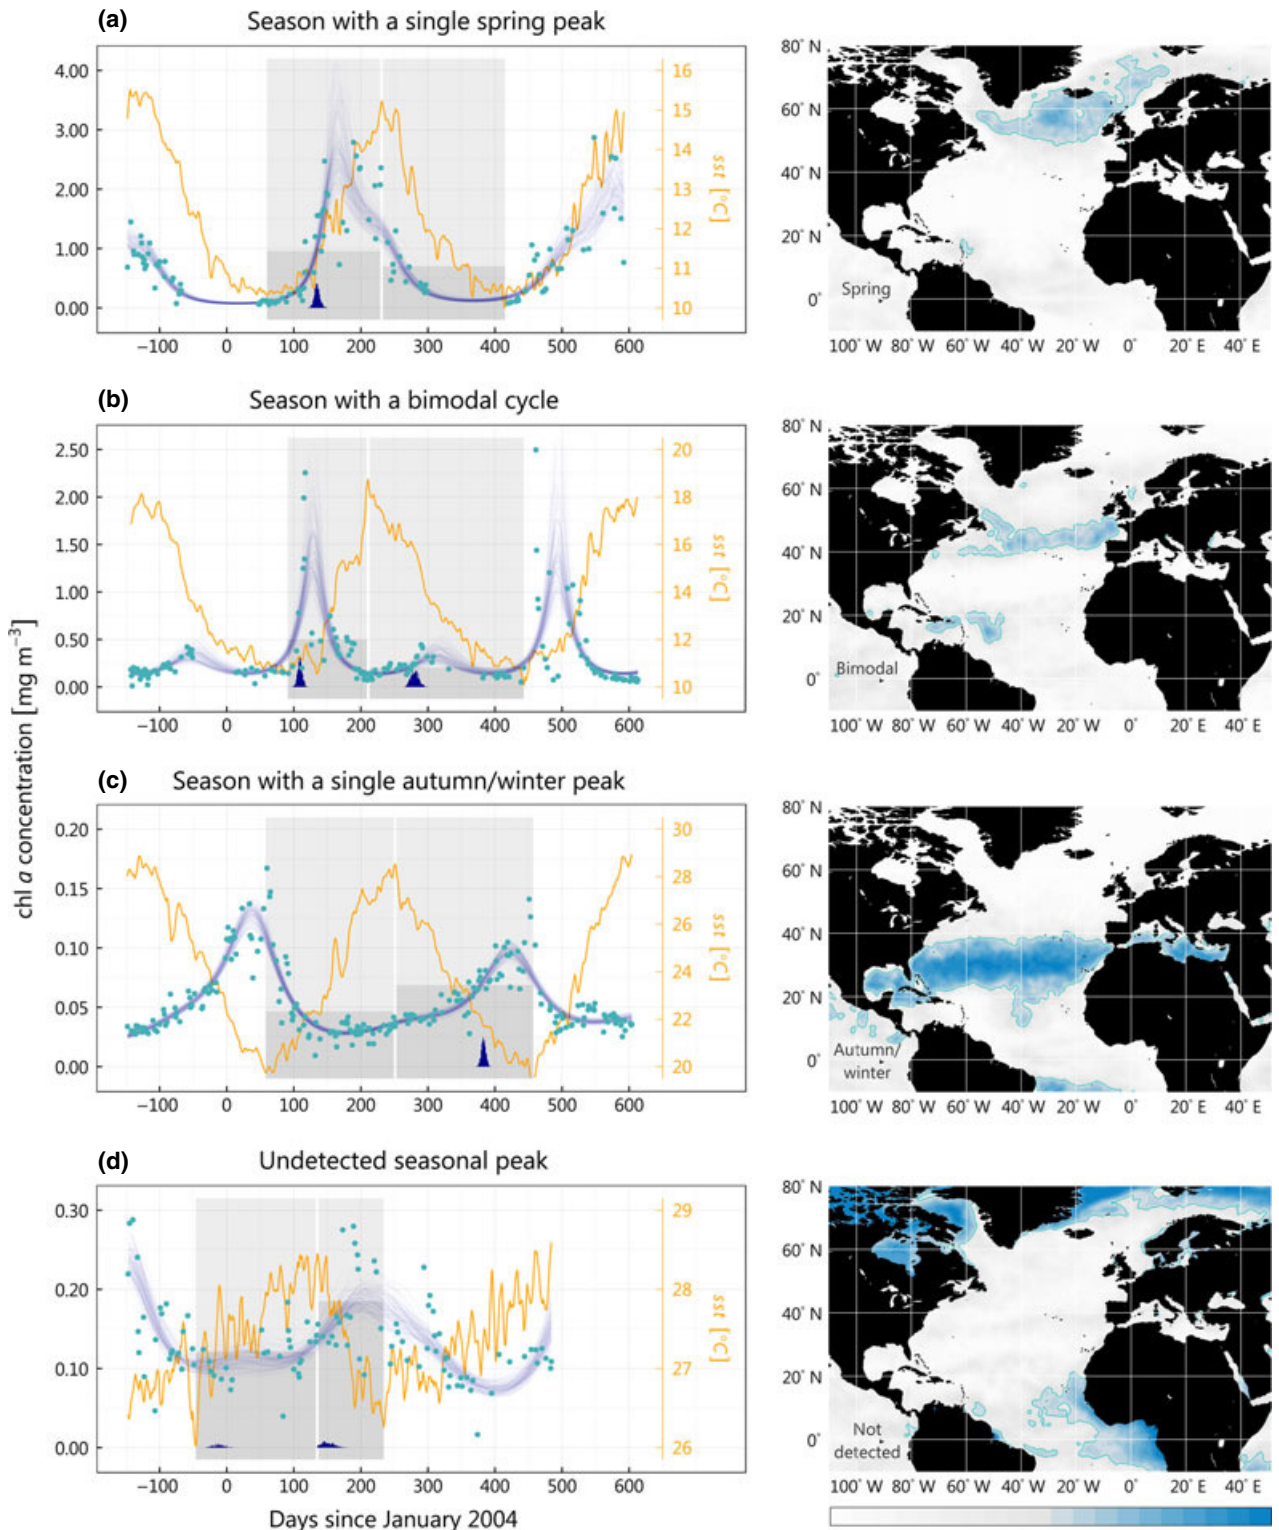 (a) Season with a single spring peak
4.00
3.00
2.00
1.00
0.00
16
15
14
13
12
11
10
sst [°C]
−100 0 100 200 300 400 500 600
80° N
60° N
40° N
20° N
0°
Spring
100° W 80° W 60° W 40° W 20° W 0° 20° E 40° E
(b) Season with a bimodal cycle
2.50
2.00
1.50
1.00
0.50
0.00
20
18
16
14
12
10
sst [°C]
−100 0 100 200 300 400 500 600
80° N
60° N
40° N
20° N
0°
Bimodal
100° W 80° W 60° W 40° W 20° W 0° 20° E 40° E
chl a concentration [mg m⁻³]
(c) Season with a single autumn/winter peak
0.20
0.15
0.10
0.05
0.00
30
28
26
24
22
20
sst [°C]
−100 0 100 200 300 400 500 600
80° N
60° N
40° N
20° N
0°
Autumn/
winter
100° W 80° W 60° W 40° W 20° W 0° 20° E 40° E
(d) Undetected seasonal peak
0.30
0.20
0.10
0.00
29
28
27
26
sst [°C]
−100 0 100 200 300 400 500 600
Days since January 2004
80° N
60° N
40° N
20° N
0°
Not
detected
100° W 80° W 60° W 40° W 20° W 0° 20° E 40° E